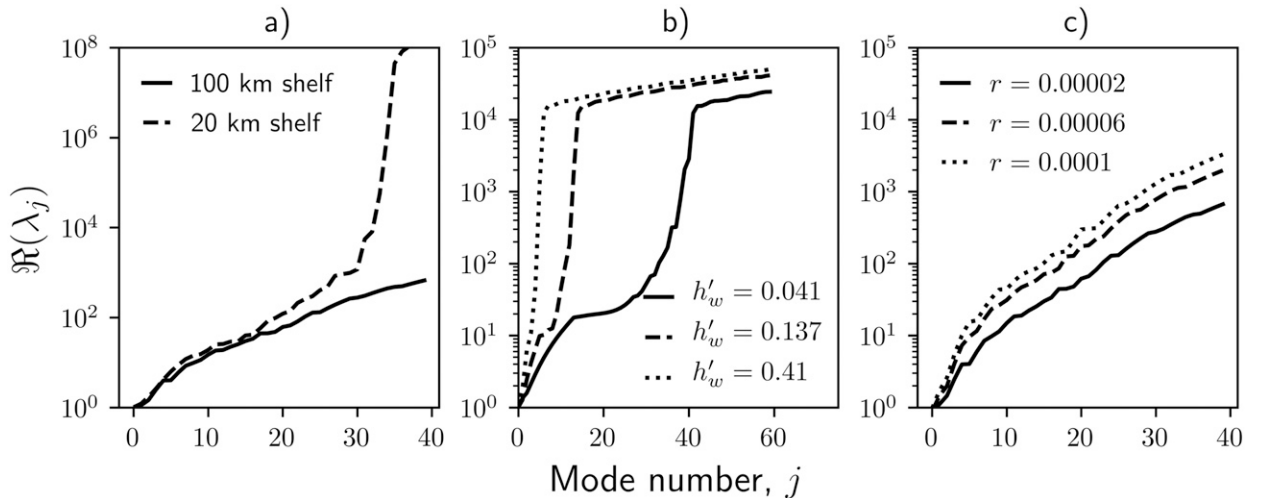 a)
b)
c)
ℜ(λ_j)
10^8
10^6
10^4
10^2
10^0
100 km shelf
20 km shelf
0
10
20
30
40
10^5
10^4
10^3
10^2
10^1
10^0
h'_w = 0.041
h'_w = 0.137
h'_w = 0.41
0
20
40
60
10^5
10^4
10^3
10^2
10^1
10^0
r = 0.00002
r = 0.00006
r = 0.0001
0
10
20
30
40
Mode number, j